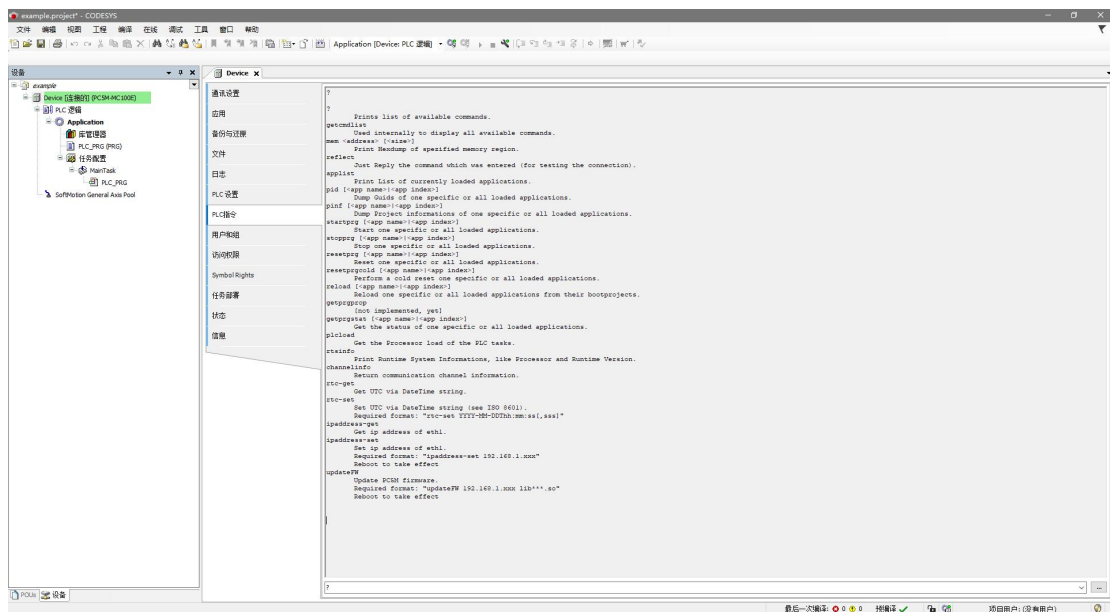 example.project* - CODESYS
文件 编辑 视图 工程 编译 在线 调试 工具 窗口 帮助
Application [Device: PLC 逻辑]
设备
example
Device [连接的] (PC5M-MC100E)
PLC 逻辑
Application
库管理器
PLC_PRG (PRG)
任务配置
MainTask
PLC_PRG
SoftMotion General Axis Pool
POUs 设备
Device
通讯设置
应用
备份与还原
文件
日志
PLC 设置
PLC指令
用户和组
访问权限
Symbol Rights
任务部署
状态
信息
?
?
Prints list of available commands.
getcmdlist
Used internally to display all available commands.
mem <address> [<size>]
Print Hexdump of specified memory region.
reflect
Just Reply the command which was entered (for testing the connection).
applist
Print List of currently loaded applications.
pid [<app name>|<app index>]
Dump Guids of one specific or all loaded applications.
pinf [<app name>|<app index>]
Dump Project informations of one specific or all loaded applications.
startprg [<app name>|<app index>]
Start one specific or all loaded applications.
stopprg [<app name>|<app index>]
Stop one specific or all loaded applications.
resetprg [<app name>|<app index>]
Reset one specific or all loaded applications.
resetprgcold [<app name>|<app index>]
Perform a cold reset one specific or all loaded applications.
reload [<app name>|<app index>]
Reload one specific or all loaded applications from their bootprojects.
getprgprop
[not implemented, yet]
getprgstat [<app name>|<app index>]
Get the status of one specific or all loaded applications.
plcload
Get the Processor load of the PLC tasks.
rtsinfo
Print Runtime System Informations, like Processor and Runtime Version.
channelinfo
Return communication channel information.
rtc-get
Get UTC via DateTime string.
rtc-set
Set UTC via DateTime string (see ISO 8601).
Required format: "rtc-set YYYY-MM-DDThh:mm:ss[,sss]"
ipaddress-get
Get ip address of eth1.
ipaddress-set
Set ip address of eth1.
Required format: "ipaddress-set 192.168.1.xxx"
Reboot to take effect
updateFW
Update PC5M firmware.
Required format: "updateFW 192.168.1.xxx lib***.so"
Reboot to take effect
?
最后一次编译: 0 0 预编译 项目用户: (没有用户)